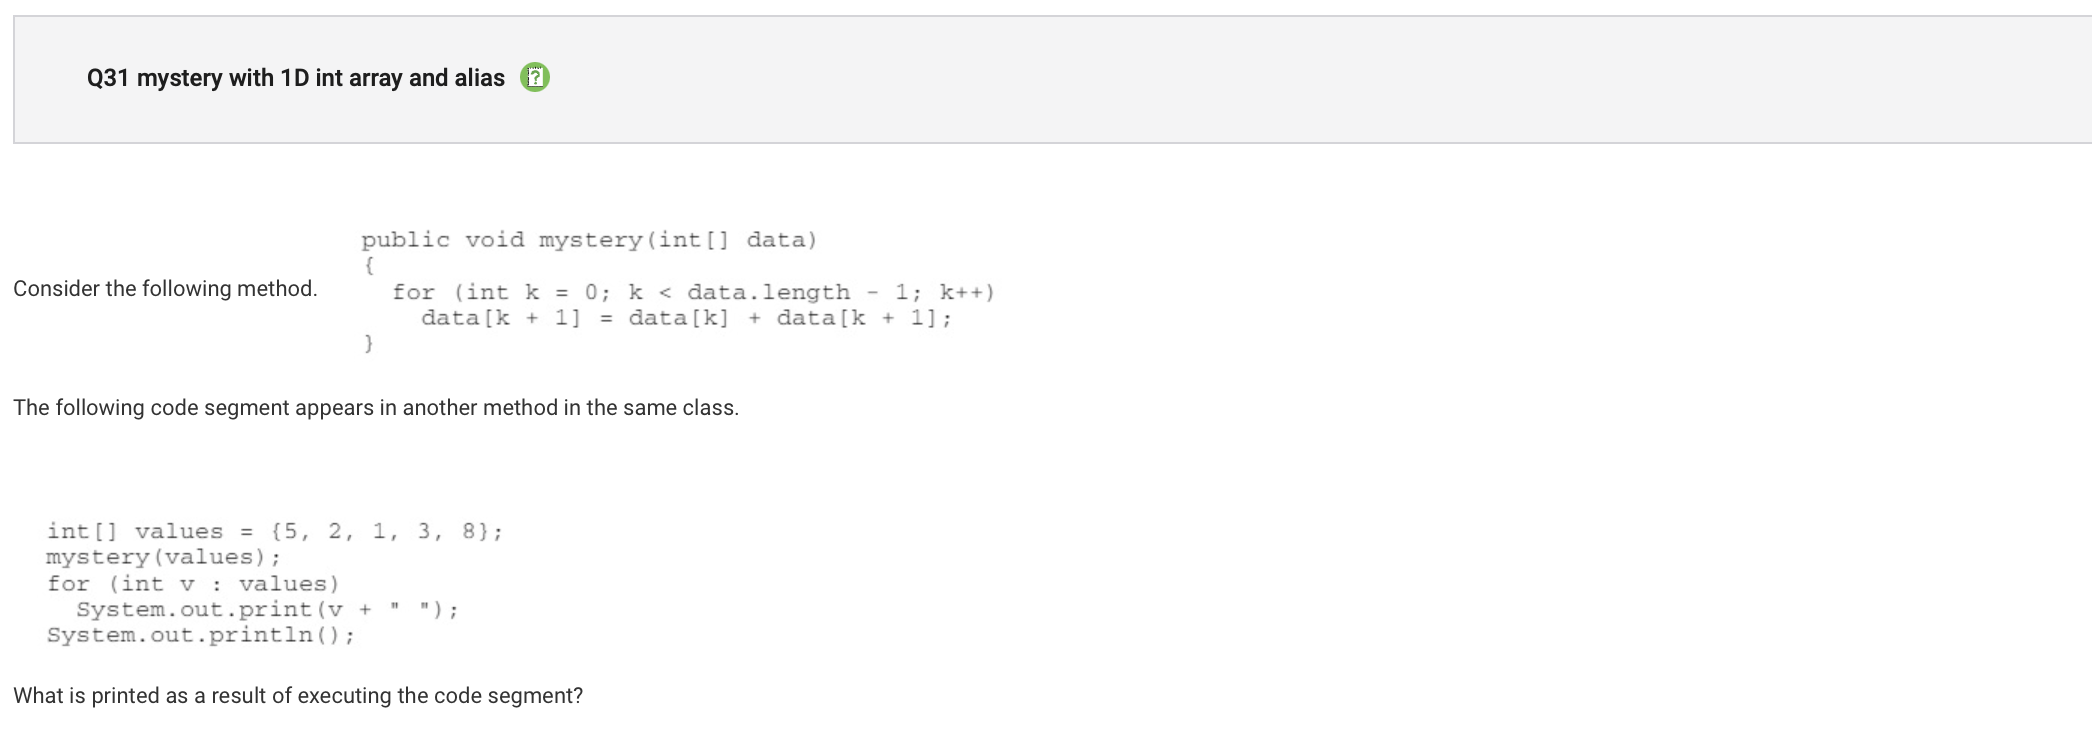 Q31 mystery with 1D int array and alias
Consider the following method.
public void mystery(int[] data)
{
for (int k = 0; k < data.length - 1; k++)
data[k + 1] = data[k] + data[k + 1];
}
The following code segment appears in another method in the same class.
int[] values = {5, 2, 1, 3, 8};
mystery(values);
for (int v : values)
System.out.print(v + " ");
System.out.println();
What is printed as a result of executing the code segment?